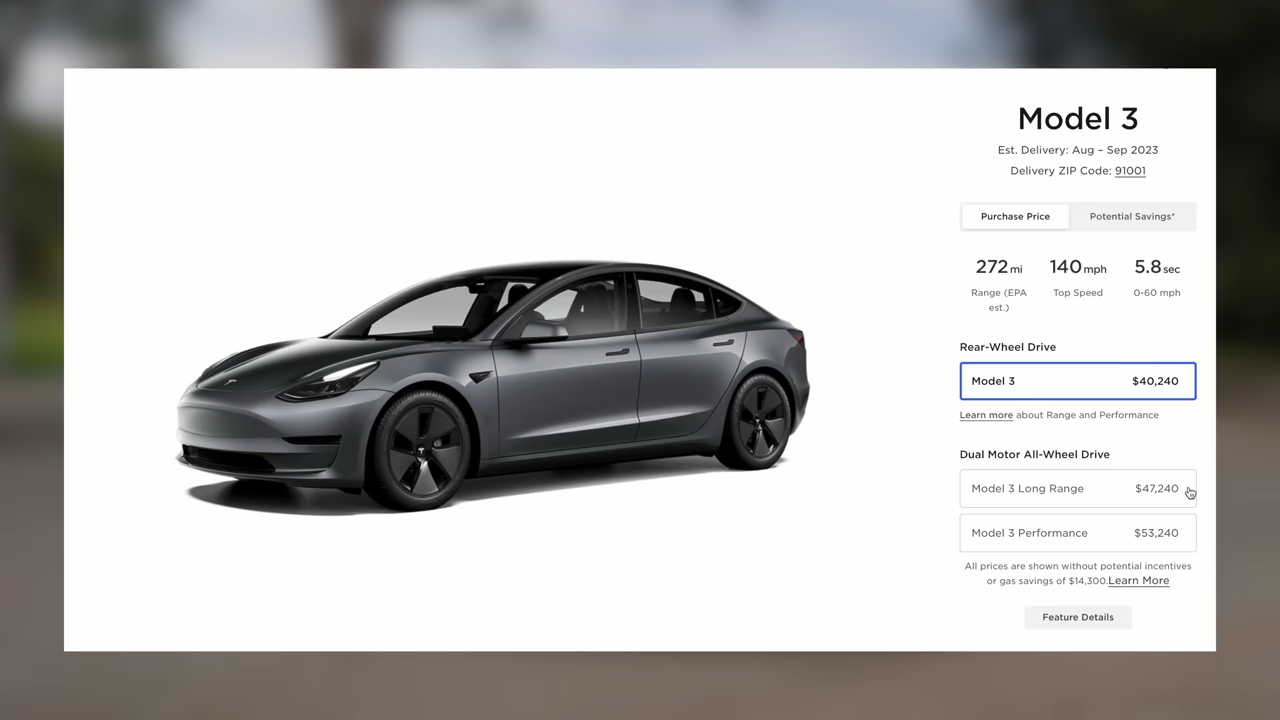 Model 3
Est. Delivery: Aug – Sep 2023
Delivery ZIP Code: 91001
Purchase Price
Potential Savings*
272 mi
140 mph
5.8 sec
Range (EPA
est.)
Top Speed
0-60 mph
Rear-Wheel Drive
Model 3 $40,240
Learn more about Range and Performance
Dual Motor All-Wheel Drive
Model 3 Long Range $47,240
Model 3 Performance $53,240
All prices are shown without potential incentives
or gas savings of $14,300.Learn More
Feature Details